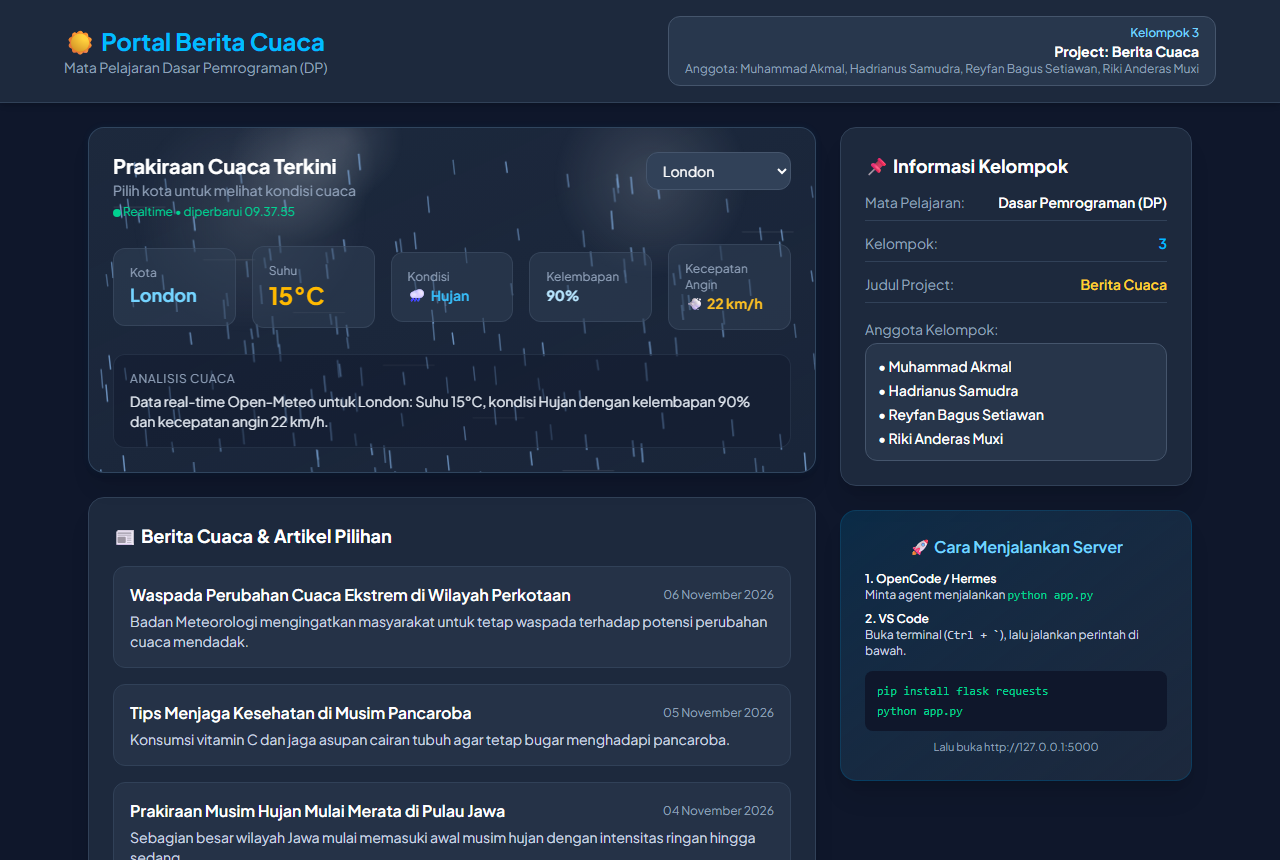 Portal Berita Cuaca
Mata Pelajaran Dasar Pemrograman (DP)
Kelompok 3
Project: Berita Cuaca
Anggota: Muhammad Akmal, Hadrianus Samudra, Reyfan Bagus Setiawan, Riki Anderas Muxi
Prakiraan Cuaca Terkini
Pilih kota untuk melihat kondisi cuaca
Realtime • diperbarui 09.37.55
London
Kota
London
Suhu
15°C
Kondisi
Hujan
Kelembapan
90%
Kecepatan
Angin
22 km/h
ANALISIS CUACA
Data real-time Open-Meteo untuk London: Suhu 15°C, kondisi Hujan dengan kelembapan 90%
dan kecepatan angin 22 km/h.
Berita Cuaca & Artikel Pilihan
Waspada Perubahan Cuaca Ekstrem di Wilayah Perkotaan
06 November 2026
Badan Meteorologi mengingatkan masyarakat untuk tetap waspada terhadap potensi perubahan
cuaca mendadak.
Tips Menjaga Kesehatan di Musim Pancaroba
05 November 2026
Konsumsi vitamin C dan jaga asupan cairan tubuh agar tetap bugar menghadapi pancaroba.
Prakiraan Musim Hujan Mulai Merata di Pulau Jawa
04 November 2026
Sebagian besar wilayah Jawa mulai memasuki awal musim hujan dengan intensitas ringan hingga
sedang.
Informasi Kelompok
Mata Pelajaran: Dasar Pemrograman (DP)
Kelompok: 3
Judul Project: Berita Cuaca
Anggota Kelompok:
• Muhammad Akmal
• Hadrianus Samudra
• Reyfan Bagus Setiawan
• Riki Anderas Muxi
Cara Menjalankan Server
1. OpenCode / Hermes
Minta agent menjalankan python app.py
2. VS Code
Buka terminal (Ctrl + `), lalu jalankan perintah di
bawah.
pip install flask requests
python app.py
Lalu buka http://127.0.0.1:5000